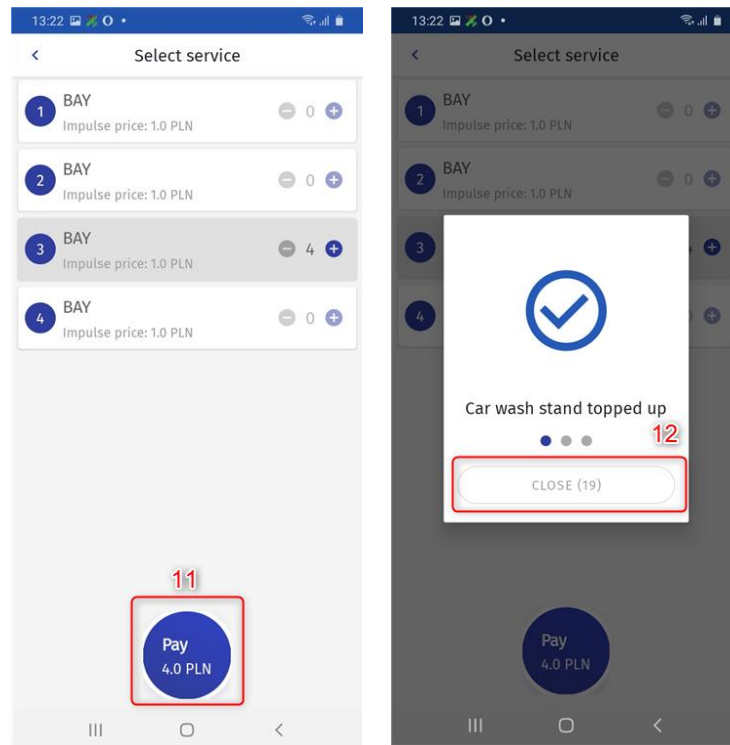 13:22
Select service
1 BAY 0
Impulse price: 1.0 PLN
2 BAY 0
Impulse price: 1.0 PLN
3 BAY 4
Impulse price: 1.0 PLN
4 BAY 0
Impulse price: 1.0 PLN
11
Pay
4.0 PLN
13:22
Select service
1 BAY 0
Impulse price: 1.0 PLN
2 BAY 0
Impulse price: 1.0 PLN
3
4
Car wash stand topped up
12
CLOSE (19)
Pay
4.0 PLN